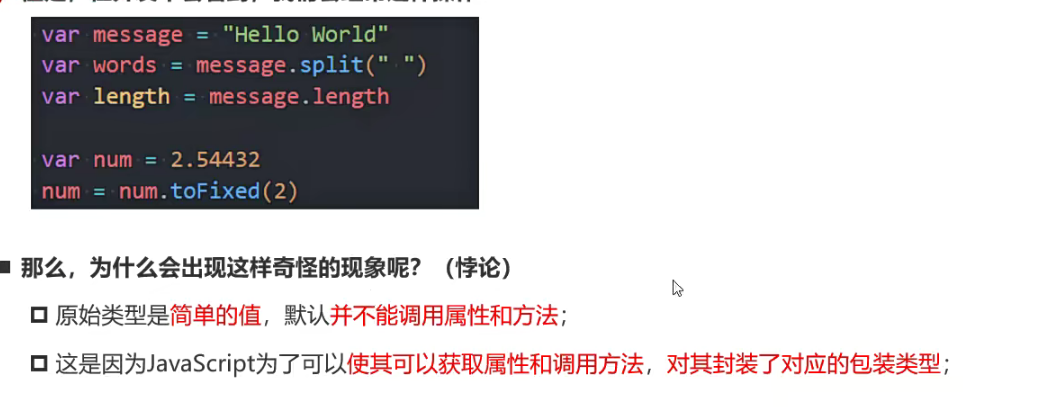 var message = "Hello World"
var words = message.split(" ")
var length = message.length
var num = 2.54432
num = num.toFixed(2)
那么，为什么会出现这样奇怪的现象呢？（悖论）
原始类型是简单的值，默认并不能调用属性和方法；
这是因为JavaScript为了可以使其可以获取属性和调用方法，对其封装了对应的包装类型；